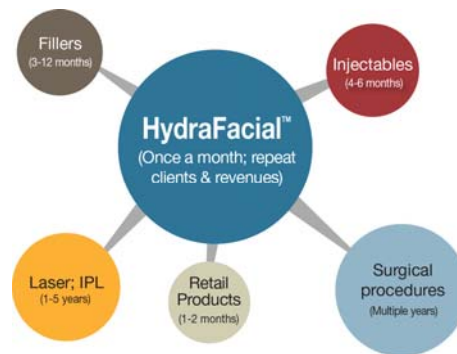 Fillers
(3-12 months)
Injectables
(4-6 months)
HydraFacial™
(Once a month; repeat
clients & revenues)
Laser; IPL
(1-5 years)
Retail
Products
(1-2 months)
Surgical
procedures
(Multiple years)